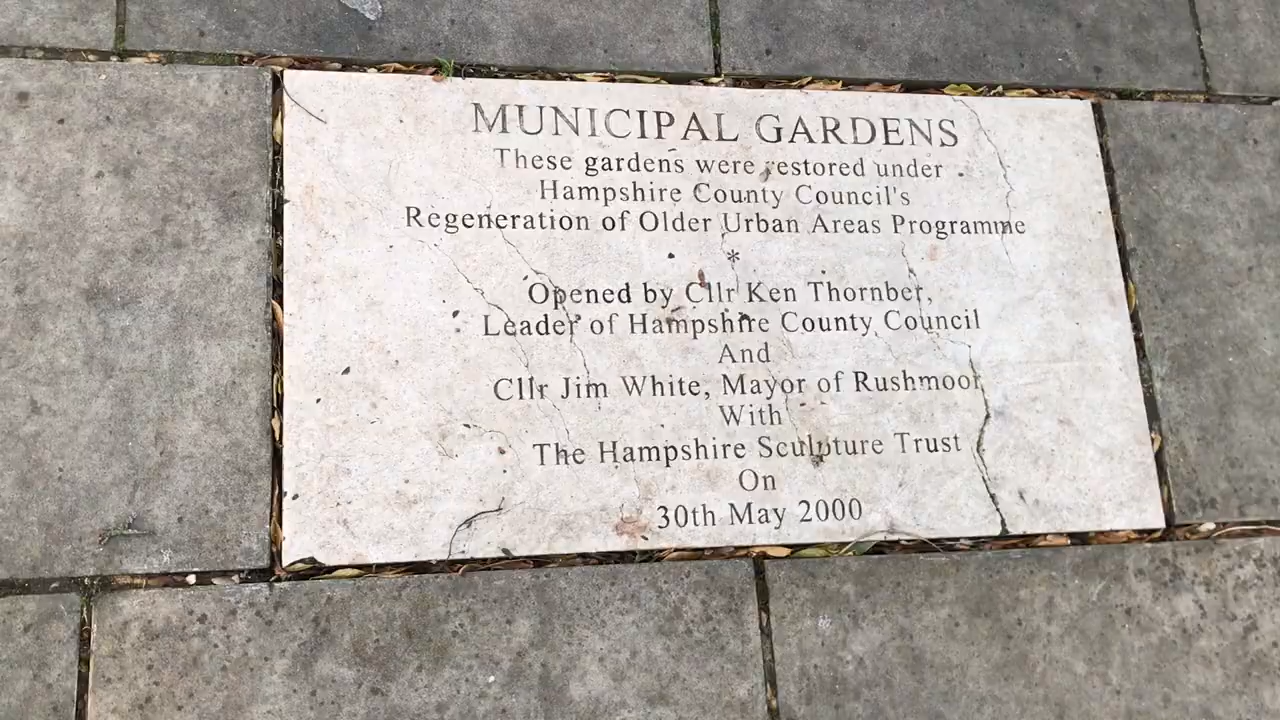 MUNICIPAL GARDENS
These gardens were restored under
Hampshire County Council's
Regeneration of Older Urban Areas Programme
*
Opened by Cllr Ken Thornber,
Leader of Hampshire County Council
And
Cllr Jim White, Mayor of Rushmoor
With
The Hampshire Sculpture Trust
On
30th May 2000